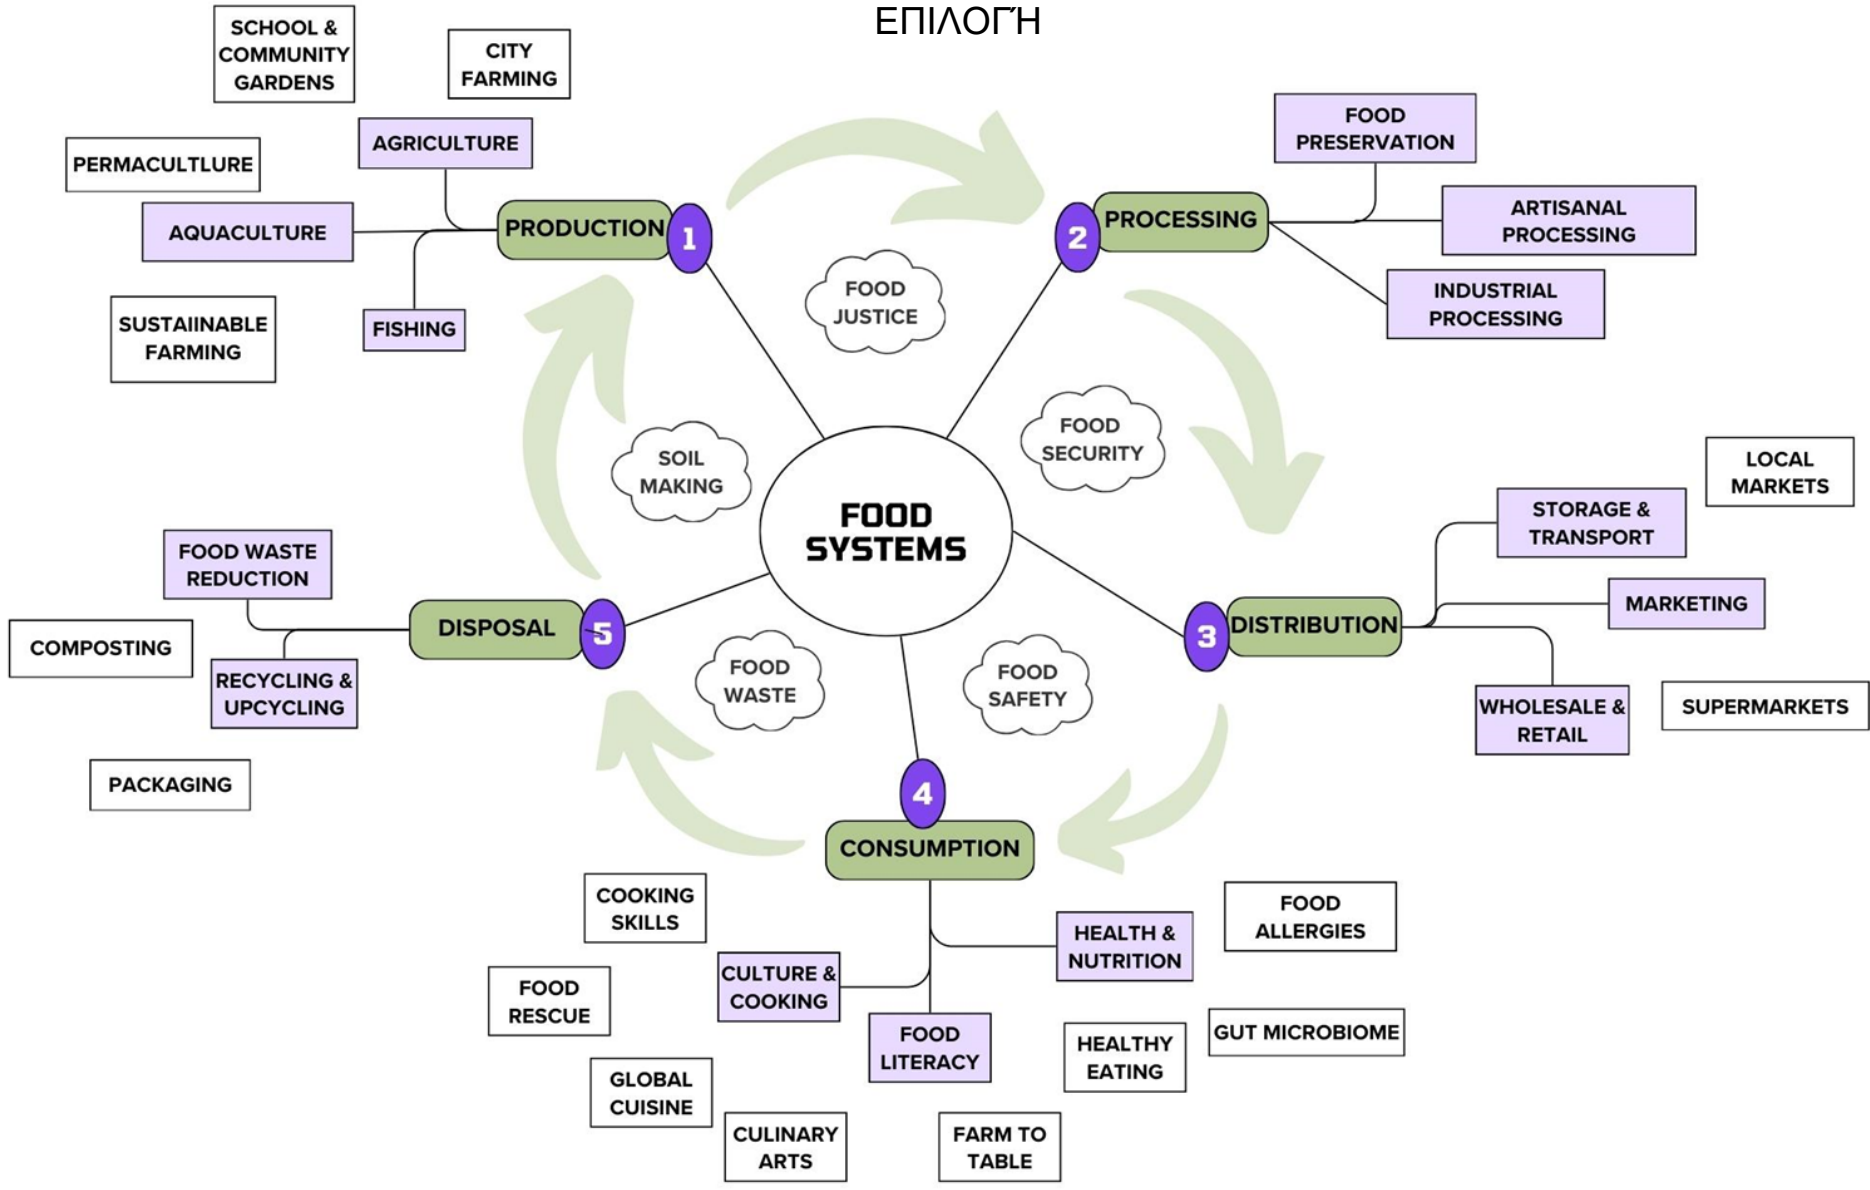 ΕΠΙΛΟΓΉ
SCHOOL &
COMMUNITY
GARDENS
CITY
FARMING
PERMACULTLURE
AGRICULTURE
AQUACULTURE
SUSTAIINABLE
FARMING
FISHING
PRODUCTION
1
2
PROCESSING
FOOD
PRESERVATION
ARTISANAL
PROCESSING
INDUSTRIAL
PROCESSING
FOOD
JUSTICE
FOOD
SECURITY
SOIL
MAKING
FOOD
SYSTEMS
LOCAL
MARKETS
STORAGE &
TRANSPORT
MARKETING
3
DISTRIBUTION
WHOLESALE &
RETAIL
SUPERMARKETS
FOOD WASTE
REDUCTION
COMPOSTING
RECYCLING &
UPCYCLING
PACKAGING
DISPOSAL
5
FOOD
WASTE
FOOD
SAFETY
4
CONSUMPTION
COOKING
SKILLS
FOOD
RESCUE
CULTURE &
COOKING
GLOBAL
CUISINE
CULINARY
ARTS
FOOD
LITERACY
HEALTH &
NUTRITION
FOOD
ALLERGIES
HEALTHY
EATING
GUT MICROBIOME
FARM TO
TABLE